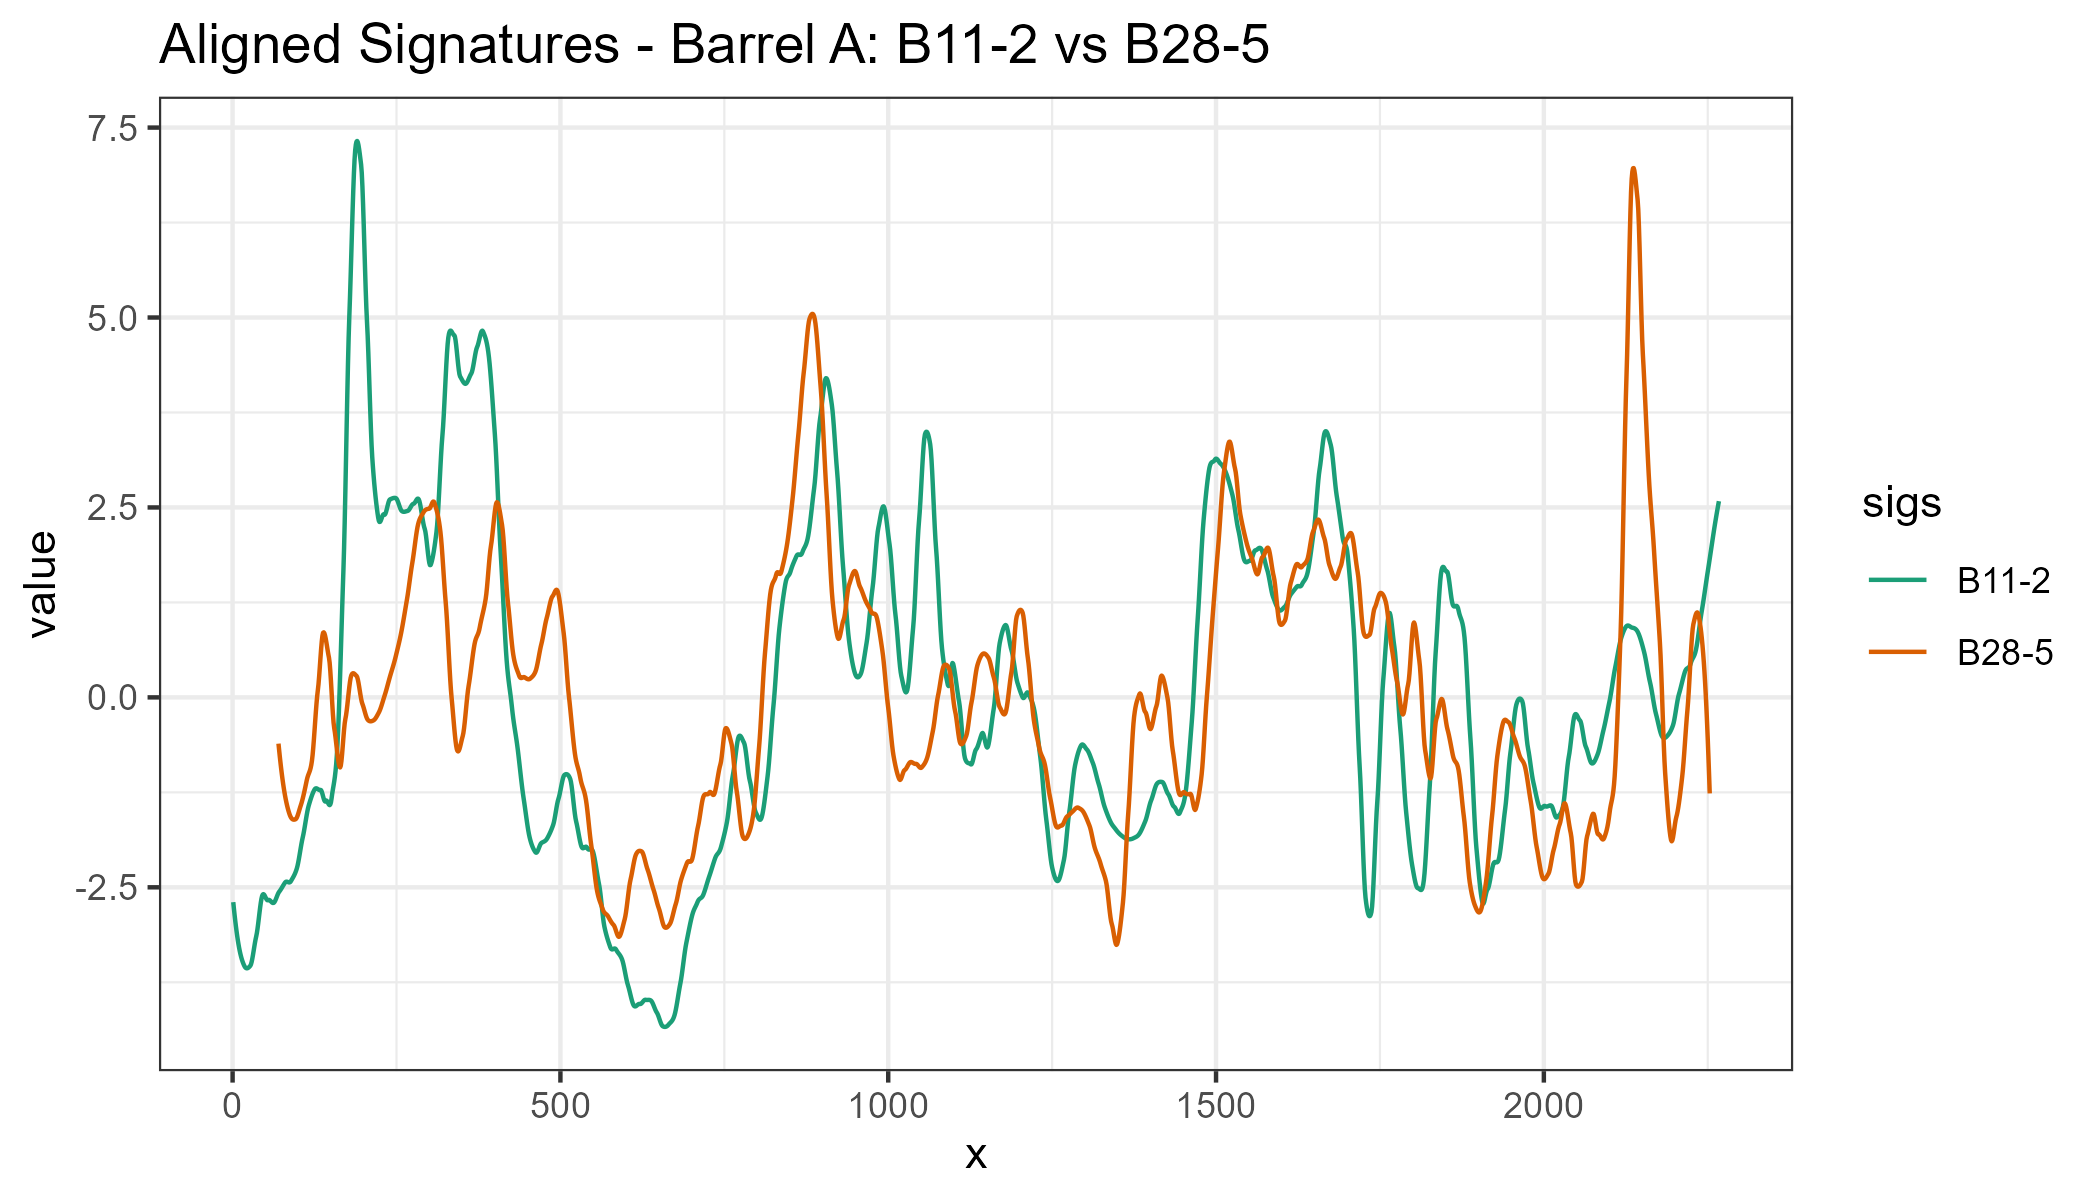 Aligned Signatures - Barrel A: B11-2 vs B28-5
7.5
5.0
2.5
0.0
-2.5
value
0 500 1000 1500 2000
x
sigs
B11-2
B28-5